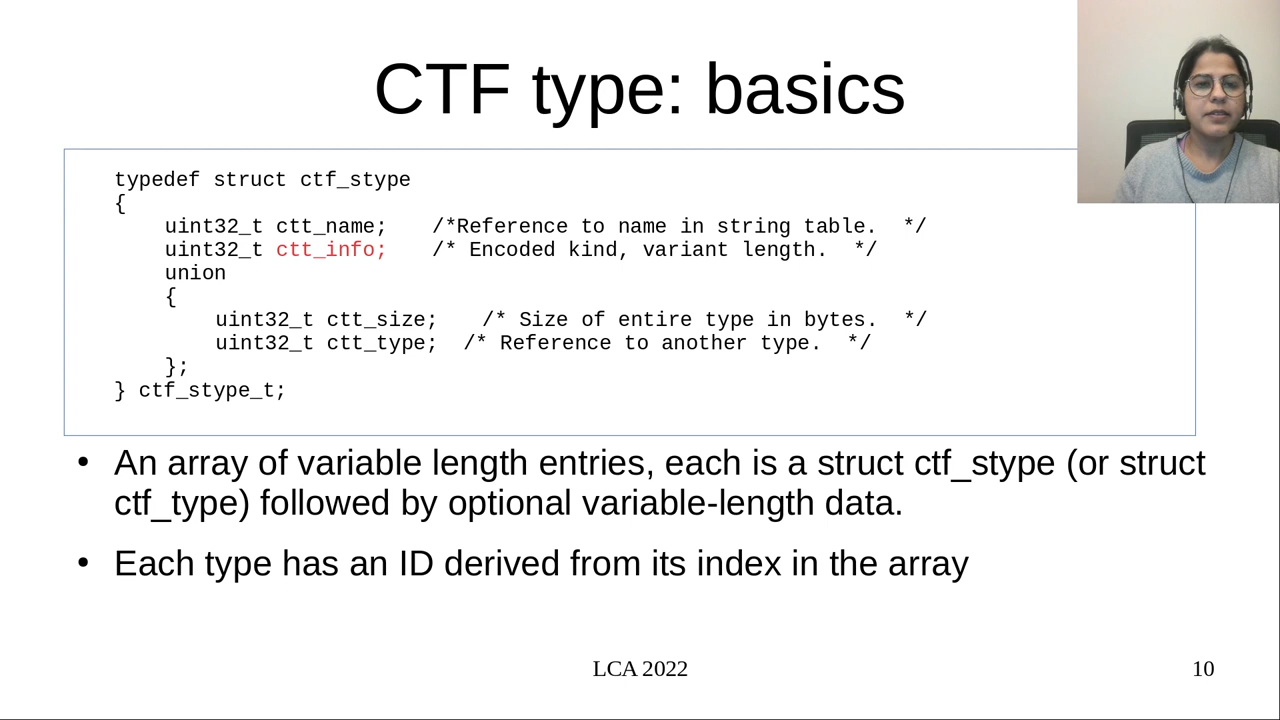 CTF type: basics
typedef struct ctf_stype
{
uint32_t ctt_name; /*Reference to name in string table. */
uint32_t ctt_info; /* Encoded kind, variant length. */
union
{
uint32_t ctt_size; /* Size of entire type in bytes. */
uint32_t ctt_type; /* Reference to another type. */
};
} ctf_stype_t;
• An array of variable length entries, each is a struct ctf_stype (or struct
ctf_type) followed by optional variable-length data.
• Each type has an ID derived from its index in the array
LCA 2022
10